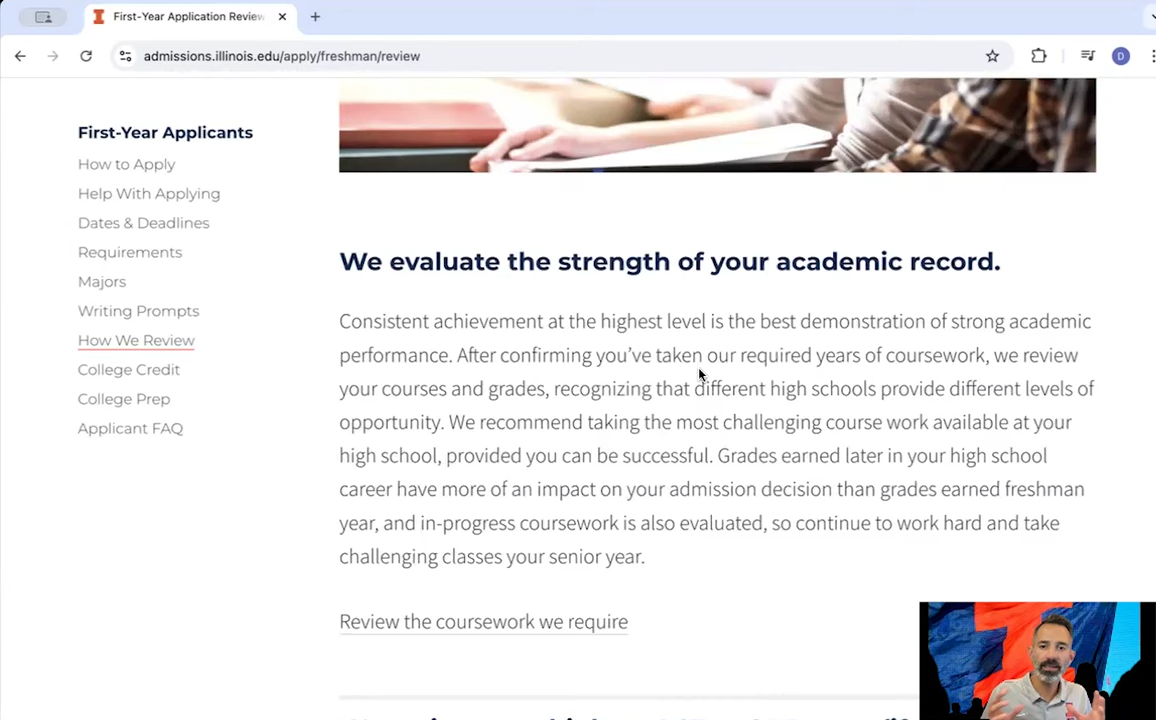 First-Year Application Review
admissions.illinois.edu/apply/freshman/review
D
First-Year Applicants
How to Apply
Help With Applying
Dates & Deadlines
Requirements
Majors
Writing Prompts
How We Review
College Credit
College Prep
Applicant FAQ
We evaluate the strength of your academic record.
Consistent achievement at the highest level is the best demonstration of strong academic
performance. After confirming you've taken our required years of coursework, we review
your courses and grades, recognizing that different high schools provide different levels of
opportunity. We recommend taking the most challenging course work available at your
high school, provided you can be successful. Grades earned later in your high school
career have more of an impact on your admission decision than grades earned freshman
year, and in-progress coursework is also evaluated, so continue to work hard and take
challenging classes your senior year.
Review the coursework we require